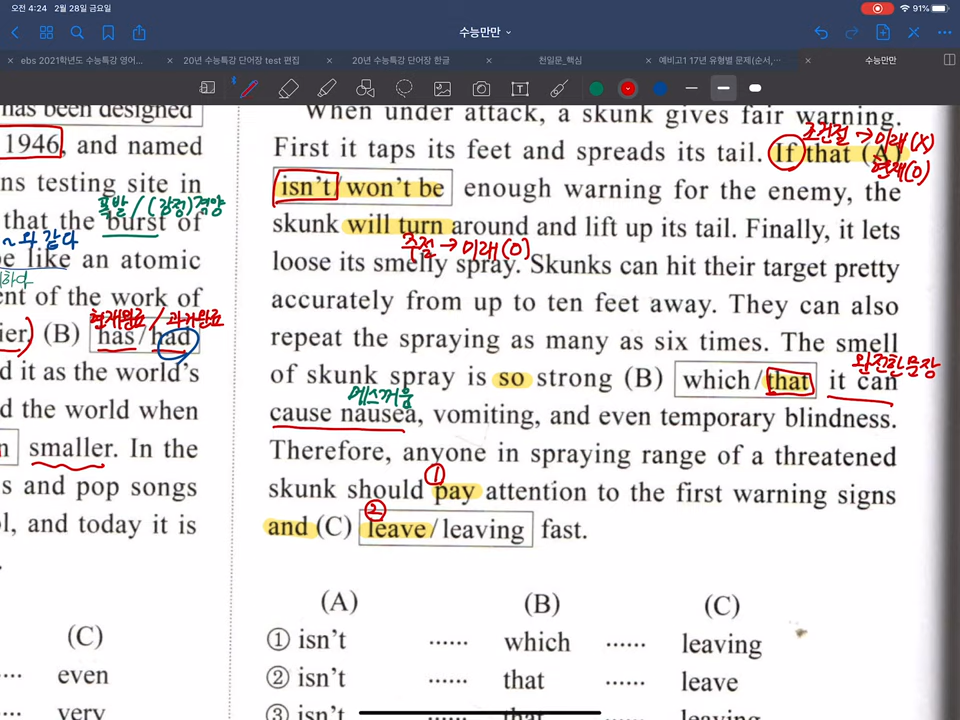 오전 4:24 2월 28일 금요일
91%
수능만만
ebs 2021학년도 수능특강 영어...
20년 수능특강 단어장 test 편집
20년 수능특강 단어장 한글
천일문_핵심
예비고1 17년 유형별 문제(순서,...
수능만만
has been designed
1946, and named
ns testing site in
폭발 / (감정)격양
that the burst of
~와 같다
e like an atomic
하다
ent of the work of
현재완료 / 과거완료
ier, (B) has/had
d it as the world's
d the world when
n smaller. In the
s and pop songs
l, and today it is
(C)
.... even
.... very
When under attack, a skunk gives fair warning.
조건절 → 미래(X)
First it taps its feet and spreads its tail. If that (A)
현재(O)
isn't/won't be enough warning for the enemy, the
skunk will turn around and lift up its tail. Finally, it lets
주절 → 미래(O)
loose its smelly spray. Skunks can hit their target pretty
accurately from up to ten feet away. They can also
repeat the spraying as many as six times. The smell
완전한 문장
of skunk spray is so strong (B) which/that it can
메스꺼움
cause nausea, vomiting, and even temporary blindness.
Therefore, anyone in spraying range of a threatened
①
skunk should pay attention to the first warning signs
②
and (C) leave/leaving fast.
(A) (B) (C)
① isn't ...... which ...... leaving
② isn't ...... that ...... leave
③ isn't ...... that ...... leaving